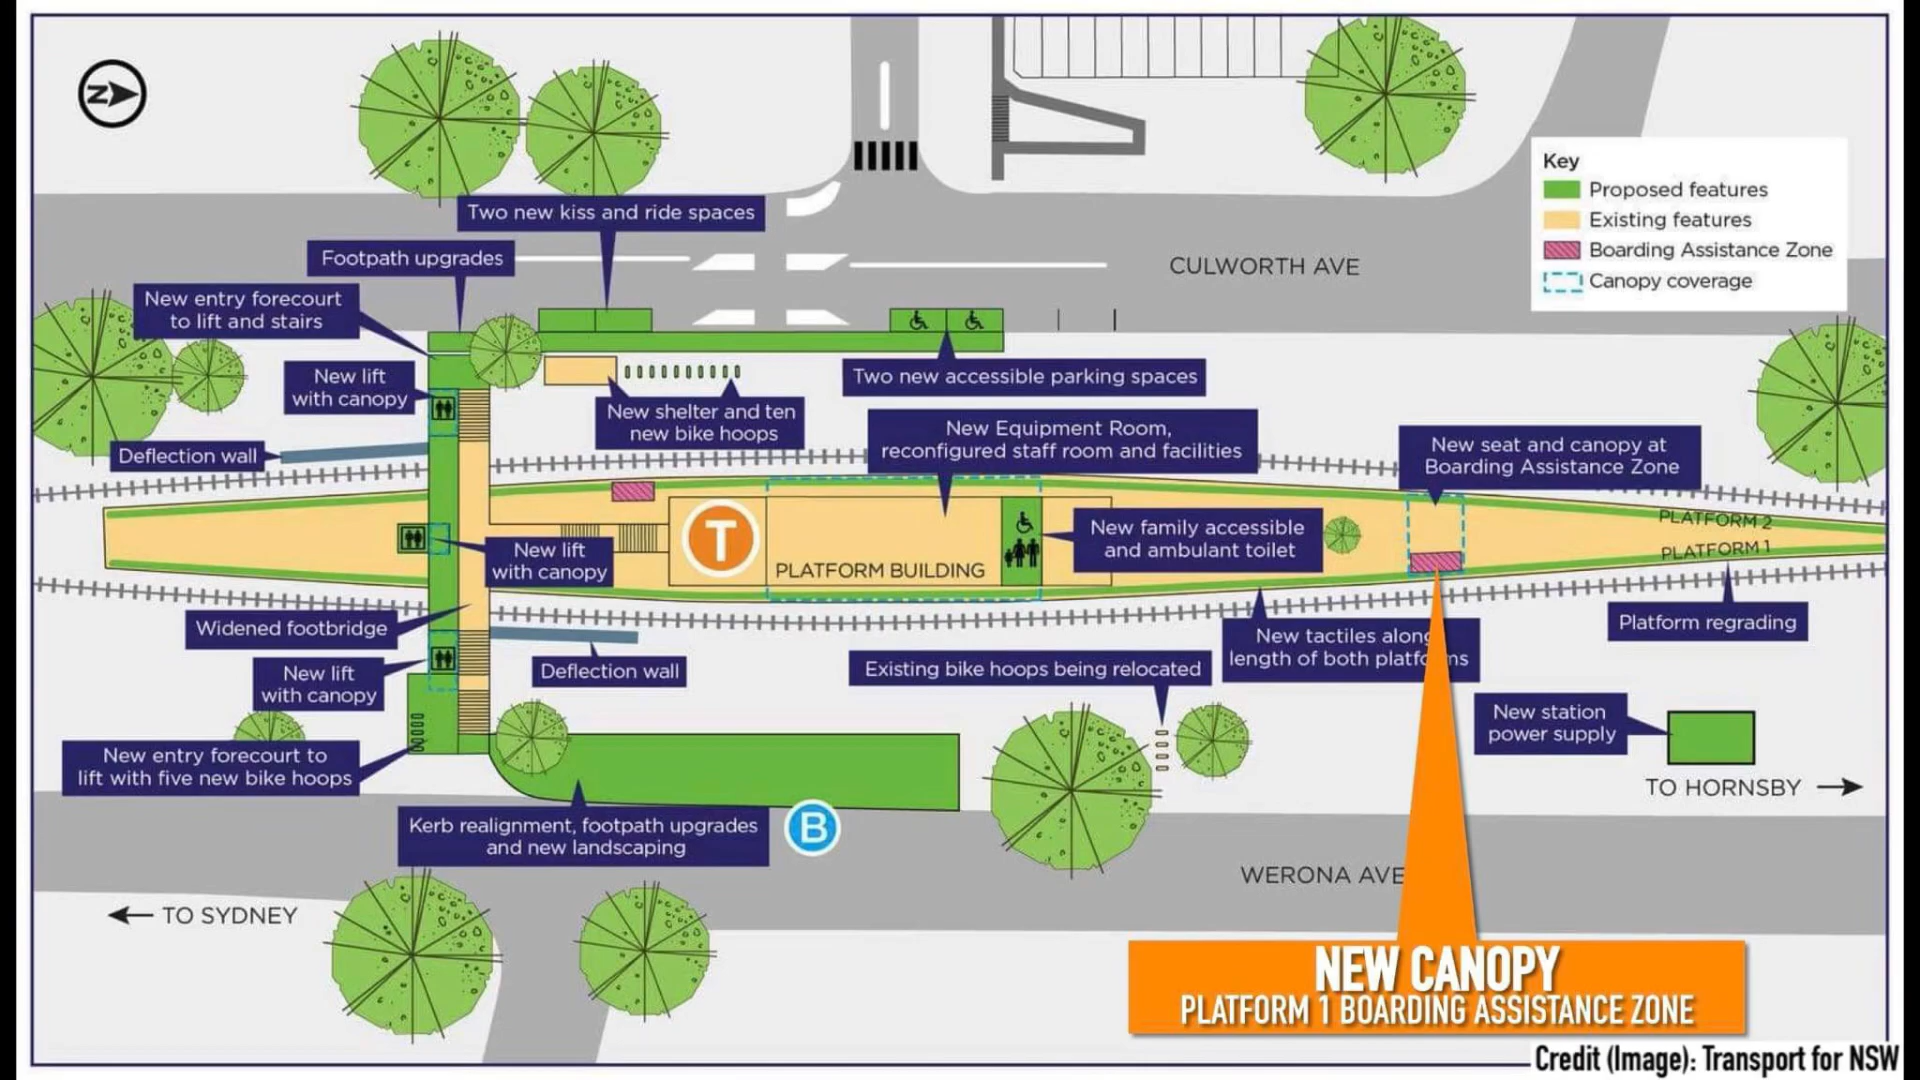 N
Two new kiss and ride spaces
Footpath upgrades
New entry forecourt
to lift and stairs
New lift
with canopy
Deflection wall
New shelter and ten
new bike hoops
Two new accessible parking spaces
CULWORTH AVE
Key
Proposed features
Existing features
Boarding Assistance Zone
Canopy coverage
New Equipment Room,
reconfigured staff room and facilities
New seat and canopy at
Boarding Assistance Zone
T
PLATFORM BUILDING
New family accessible
and ambulant toilet
PLATFORM 2
PLATFORM 1
New lift
with canopy
Widened footbridge
New lift
with canopy
Deflection wall
Existing bike hoops being relocated
New tactiles along
length of both platforms
Platform regrading
New station
power supply
New entry forecourt to
lift with five new bike hoops
Kerb realignment, footpath upgrades
and new landscaping
B
TO HORNSBY
WERONA AVE
TO SYDNEY
NEW CANOPY
PLATFORM 1 BOARDING ASSISTANCE ZONE
Credit (Image): Transport for NSW